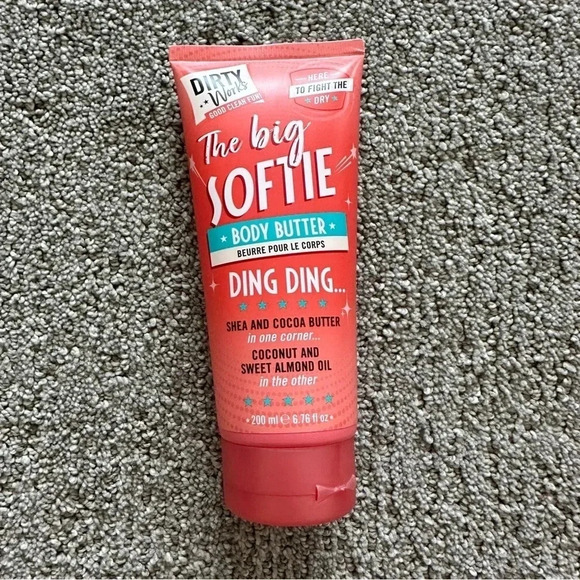 DIRTY
Works
GOOD CLEAN FUN
HERE
TO FIGHT THE
DRY
The big
SOFTIE
BODY BUTTER
BEURRE POUR LE CORPS
DING DING...
SHEA AND COCOA BUTTER
in one corner...
COCONUT AND
SWEET ALMOND OIL
in the other
200 ml ℮ 6.76 fl oz